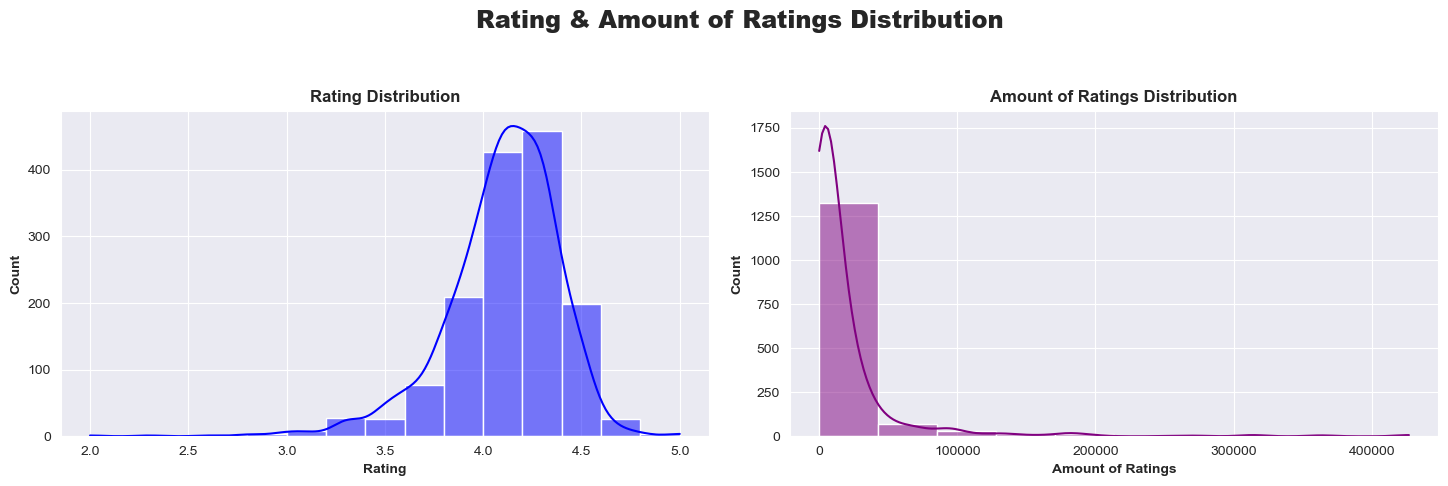 Rating & Amount of Ratings Distribution
Rating Distribution
Count
400
300
200
100
0
2.0 2.5 3.0 3.5 4.0 4.5 5.0
Rating
Amount of Ratings Distribution
Count
1750
1500
1250
1000
750
500
250
0
0 100000 200000 300000 400000
Amount of Ratings